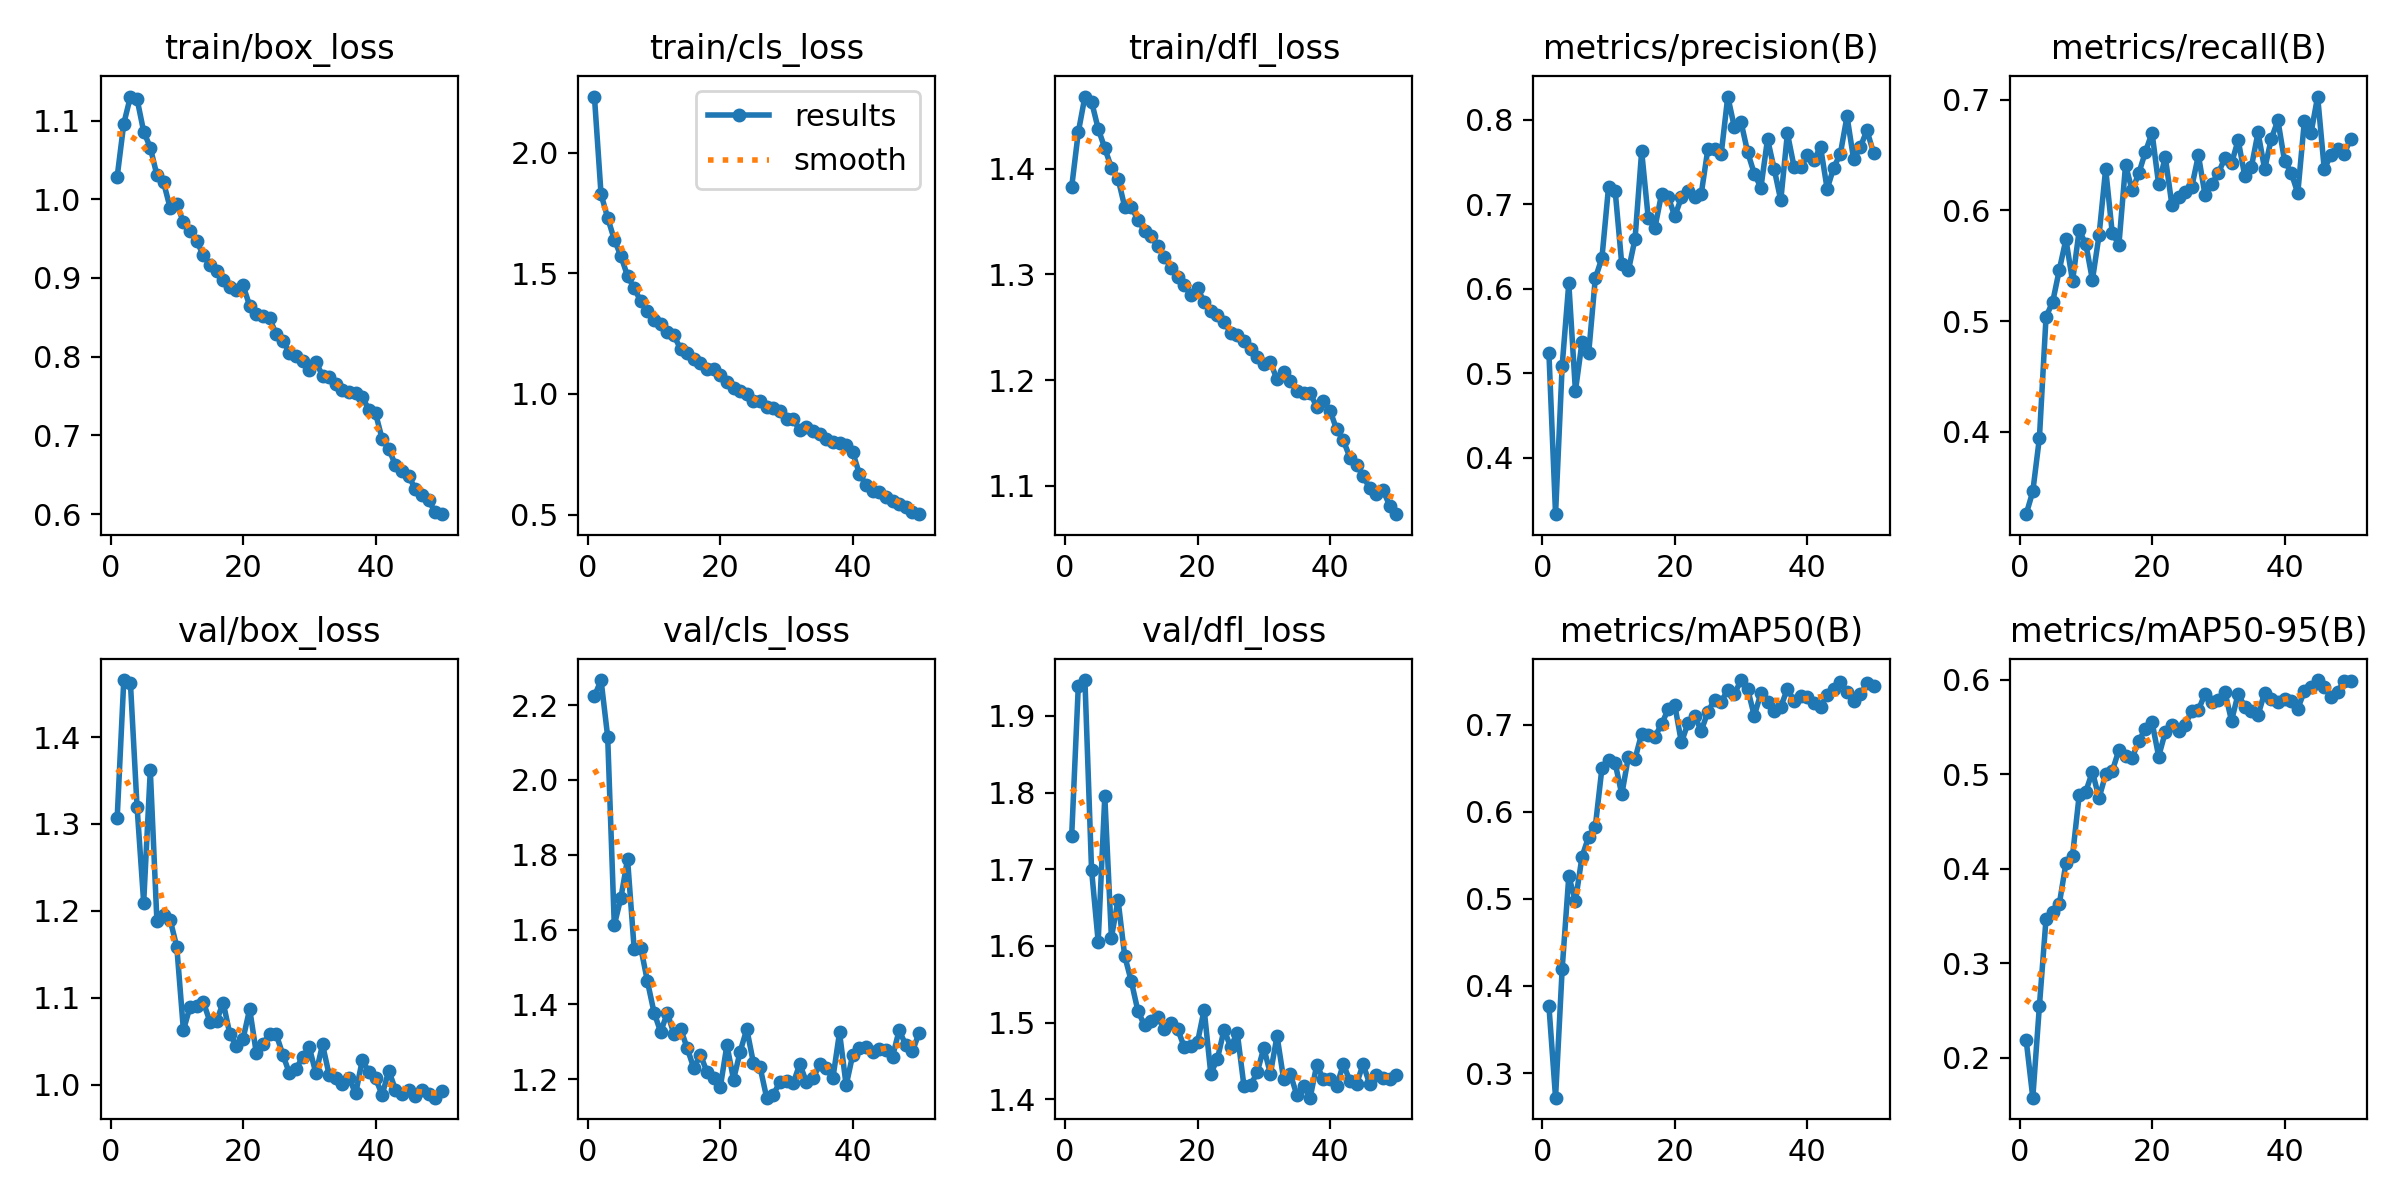 train/box_loss
1.1
1.0
0.9
0.8
0.7
0.6
0 20 40
train/cls_loss
results
smooth
2.0
1.5
1.0
0.5
0 20 40
train/dfl_loss
1.4
1.3
1.2
1.1
0 20 40
metrics/precision(B)
0.8
0.7
0.6
0.5
0.4
0 20 40
metrics/recall(B)
0.7
0.6
0.5
0.4
0 20 40
val/box_loss
1.4
1.3
1.2
1.1
1.0
0 20 40
val/cls_loss
2.2
2.0
1.8
1.6
1.4
1.2
0 20 40
val/dfl_loss
1.9
1.8
1.7
1.6
1.5
1.4
0 20 40
metrics/mAP50(B)
0.7
0.6
0.5
0.4
0.3
0 20 40
metrics/mAP50-95(B)
0.6
0.5
0.4
0.3
0.2
0 20 40